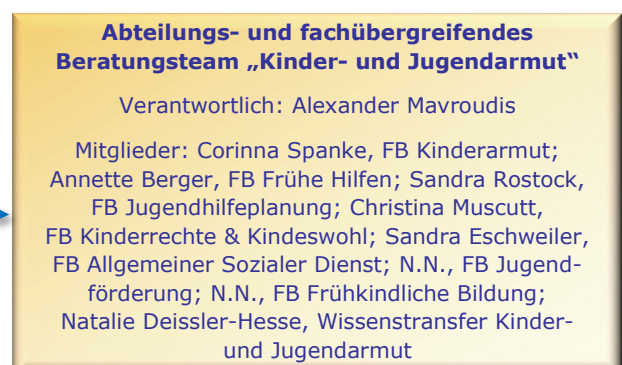 Abteilungs- und fachübergreifendes
Beratungsteam „Kinder- und Jugendarmut“
Verantwortlich: Alexander Mavroudis
Mitglieder: Corinna Spanke, FB Kinderarmut;
Annette Berger, FB Frühe Hilfen; Sandra Rostock,
FB Jugendhilfeplanung; Christina Muscutt,
FB Kinderrechte & Kindeswohl; Sandra Eschweiler,
FB Allgemeiner Sozialer Dienst; N.N., FB Jugend-
förderung; N.N., FB Frühkindliche Bildung;
Natalie Deissler-Hesse, Wissenstransfer Kinder-
und Jugendarmut